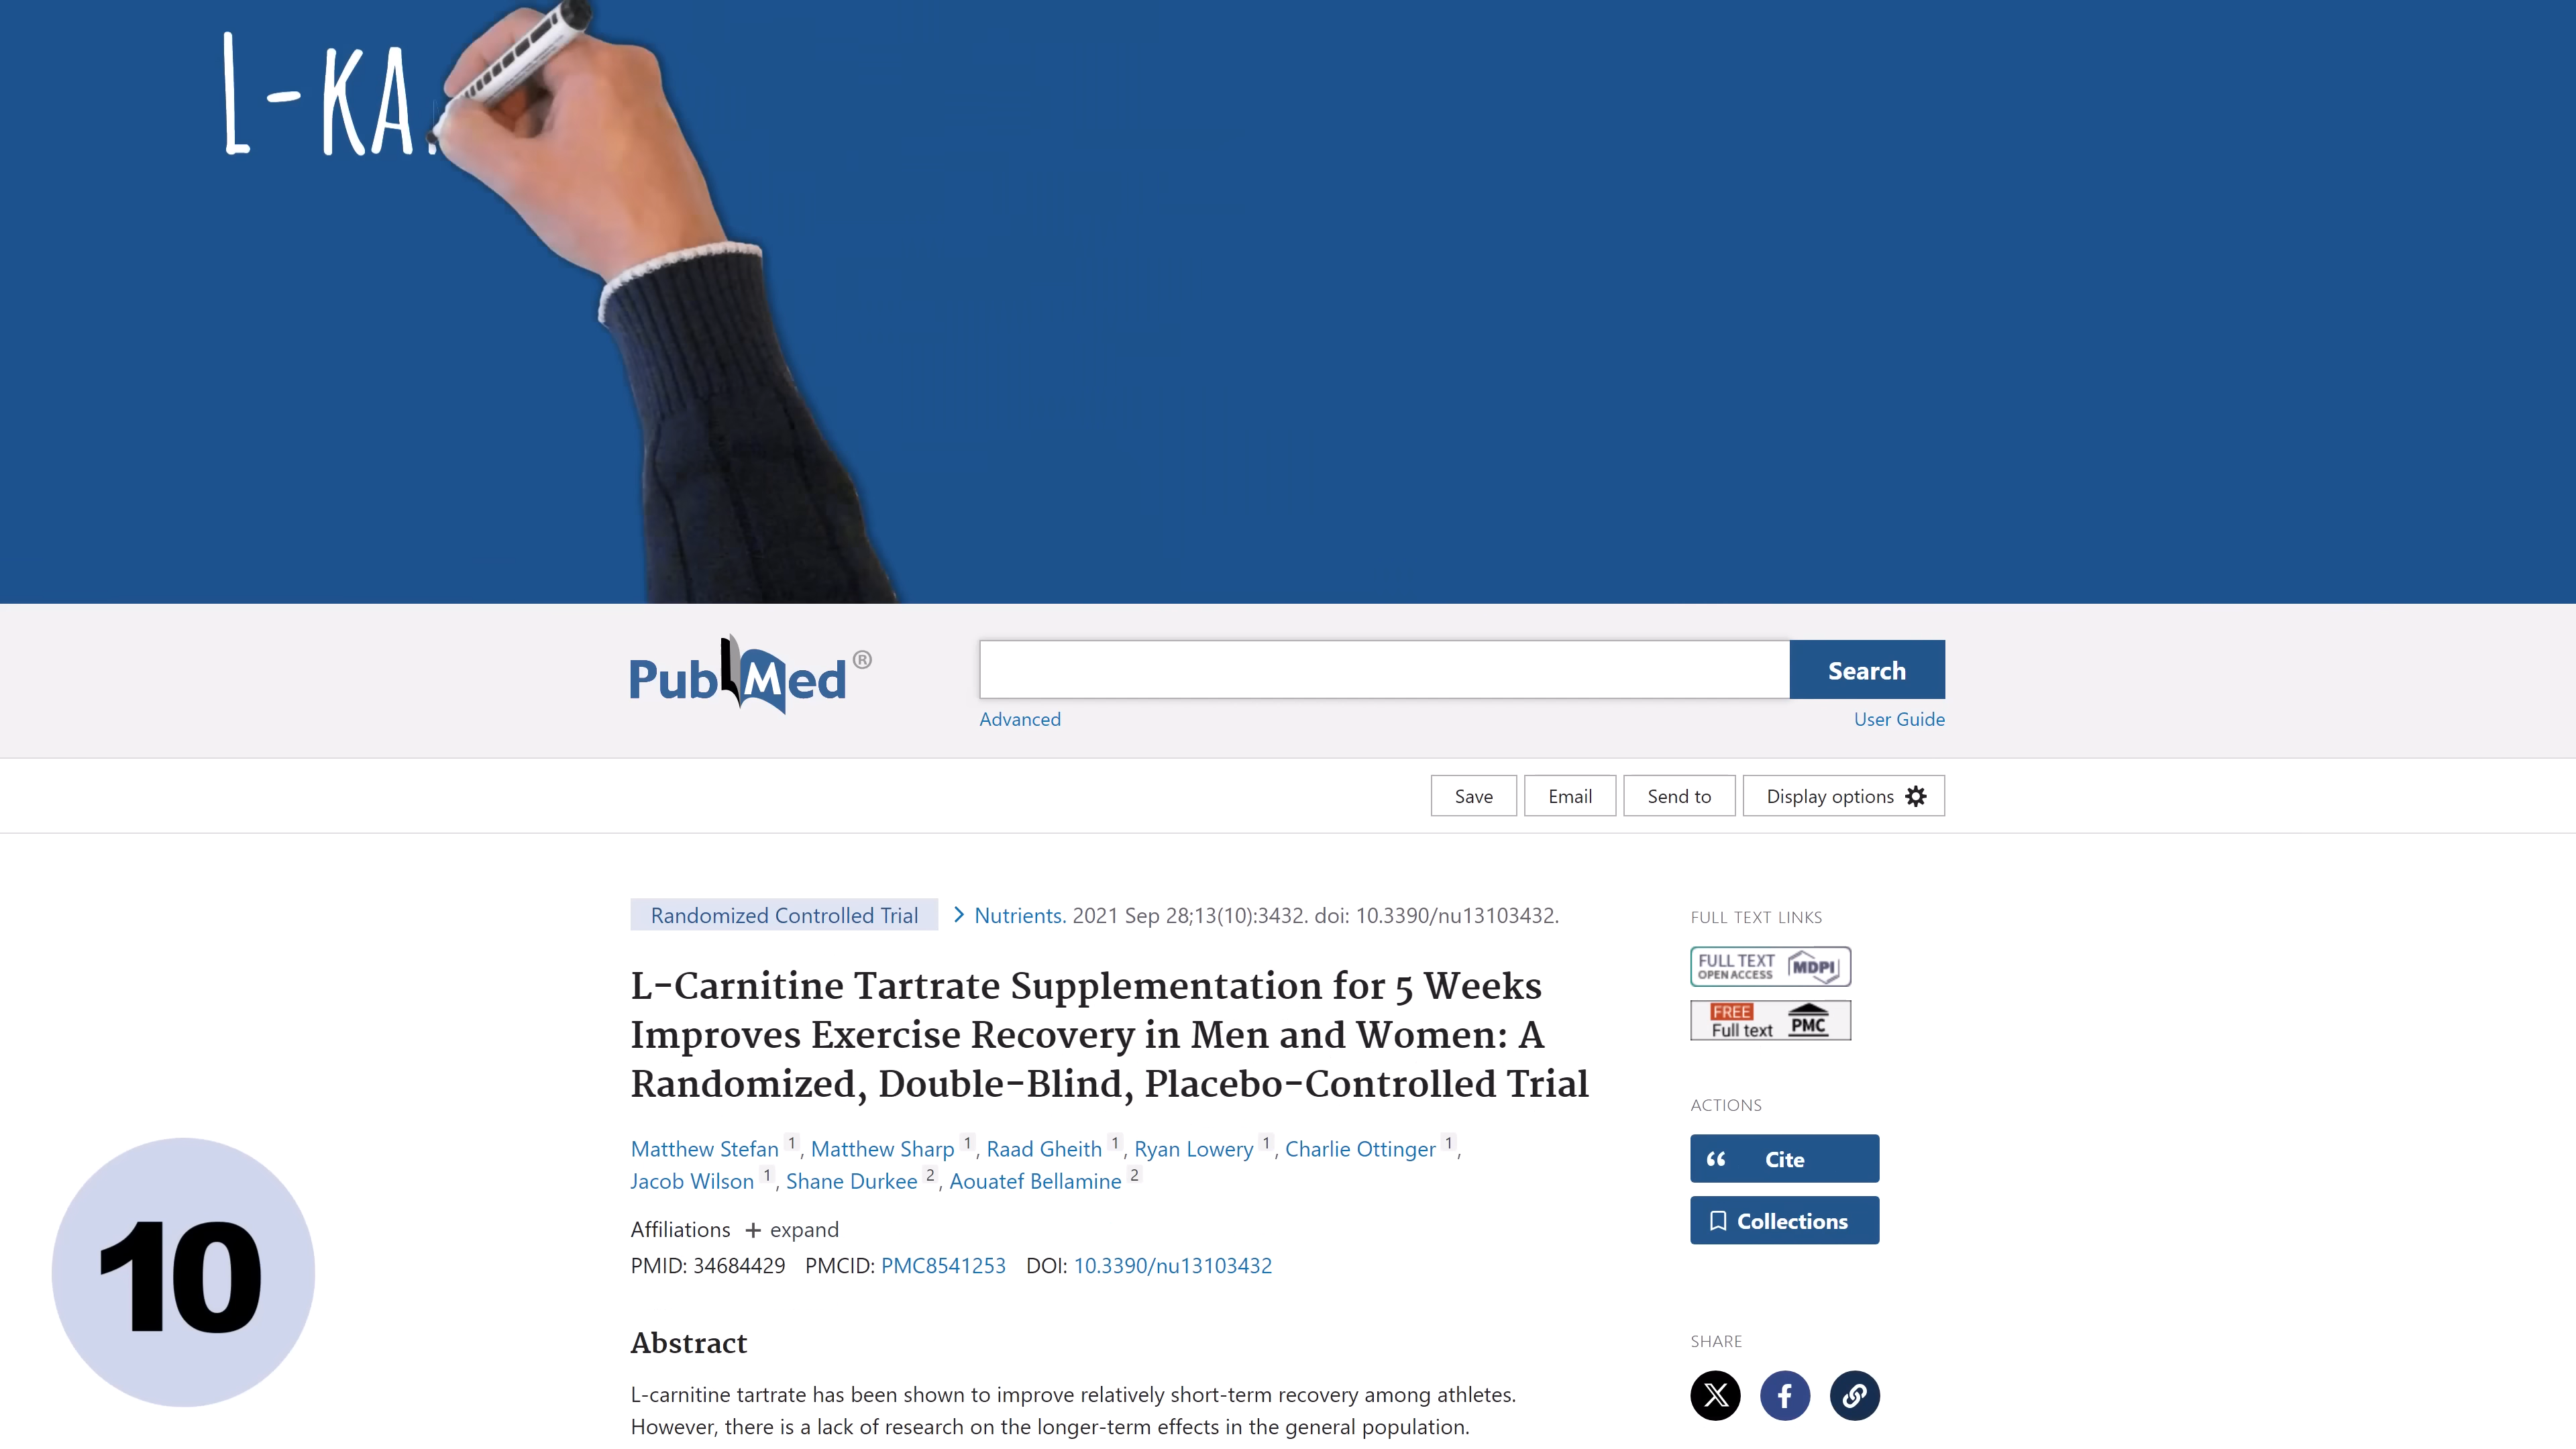 L-KA
PubMed®
Search
Advanced
User Guide
Save
Email
Send to
Display options
Randomized Controlled Trial > Nutrients. 2021 Sep 28;13(10):3432. doi: 10.3390/nu13103432.
L-Carnitine Tartrate Supplementation for 5 Weeks
Improves Exercise Recovery in Men and Women: A
Randomized, Double-Blind, Placebo-Controlled Trial
Matthew Stefan 1, Matthew Sharp 1, Raad Gheith 1, Ryan Lowery 1, Charlie Ottinger 1,
Jacob Wilson 1, Shane Durkee 2, Aouatef Bellamine 2
Affiliations + expand
PMID: 34684429 PMCID: PMC8541253 DOI: 10.3390/nu13103432
Abstract
L-carnitine tartrate has been shown to improve relatively short-term recovery among athletes.
However, there is a lack of research on the longer-term effects in the general population.
FULL TEXT LINKS
FULL TEXT
OPEN ACCESS
MDPI
FREE
Full text
PMC
ACTIONS
Cite
Collections
SHARE
10